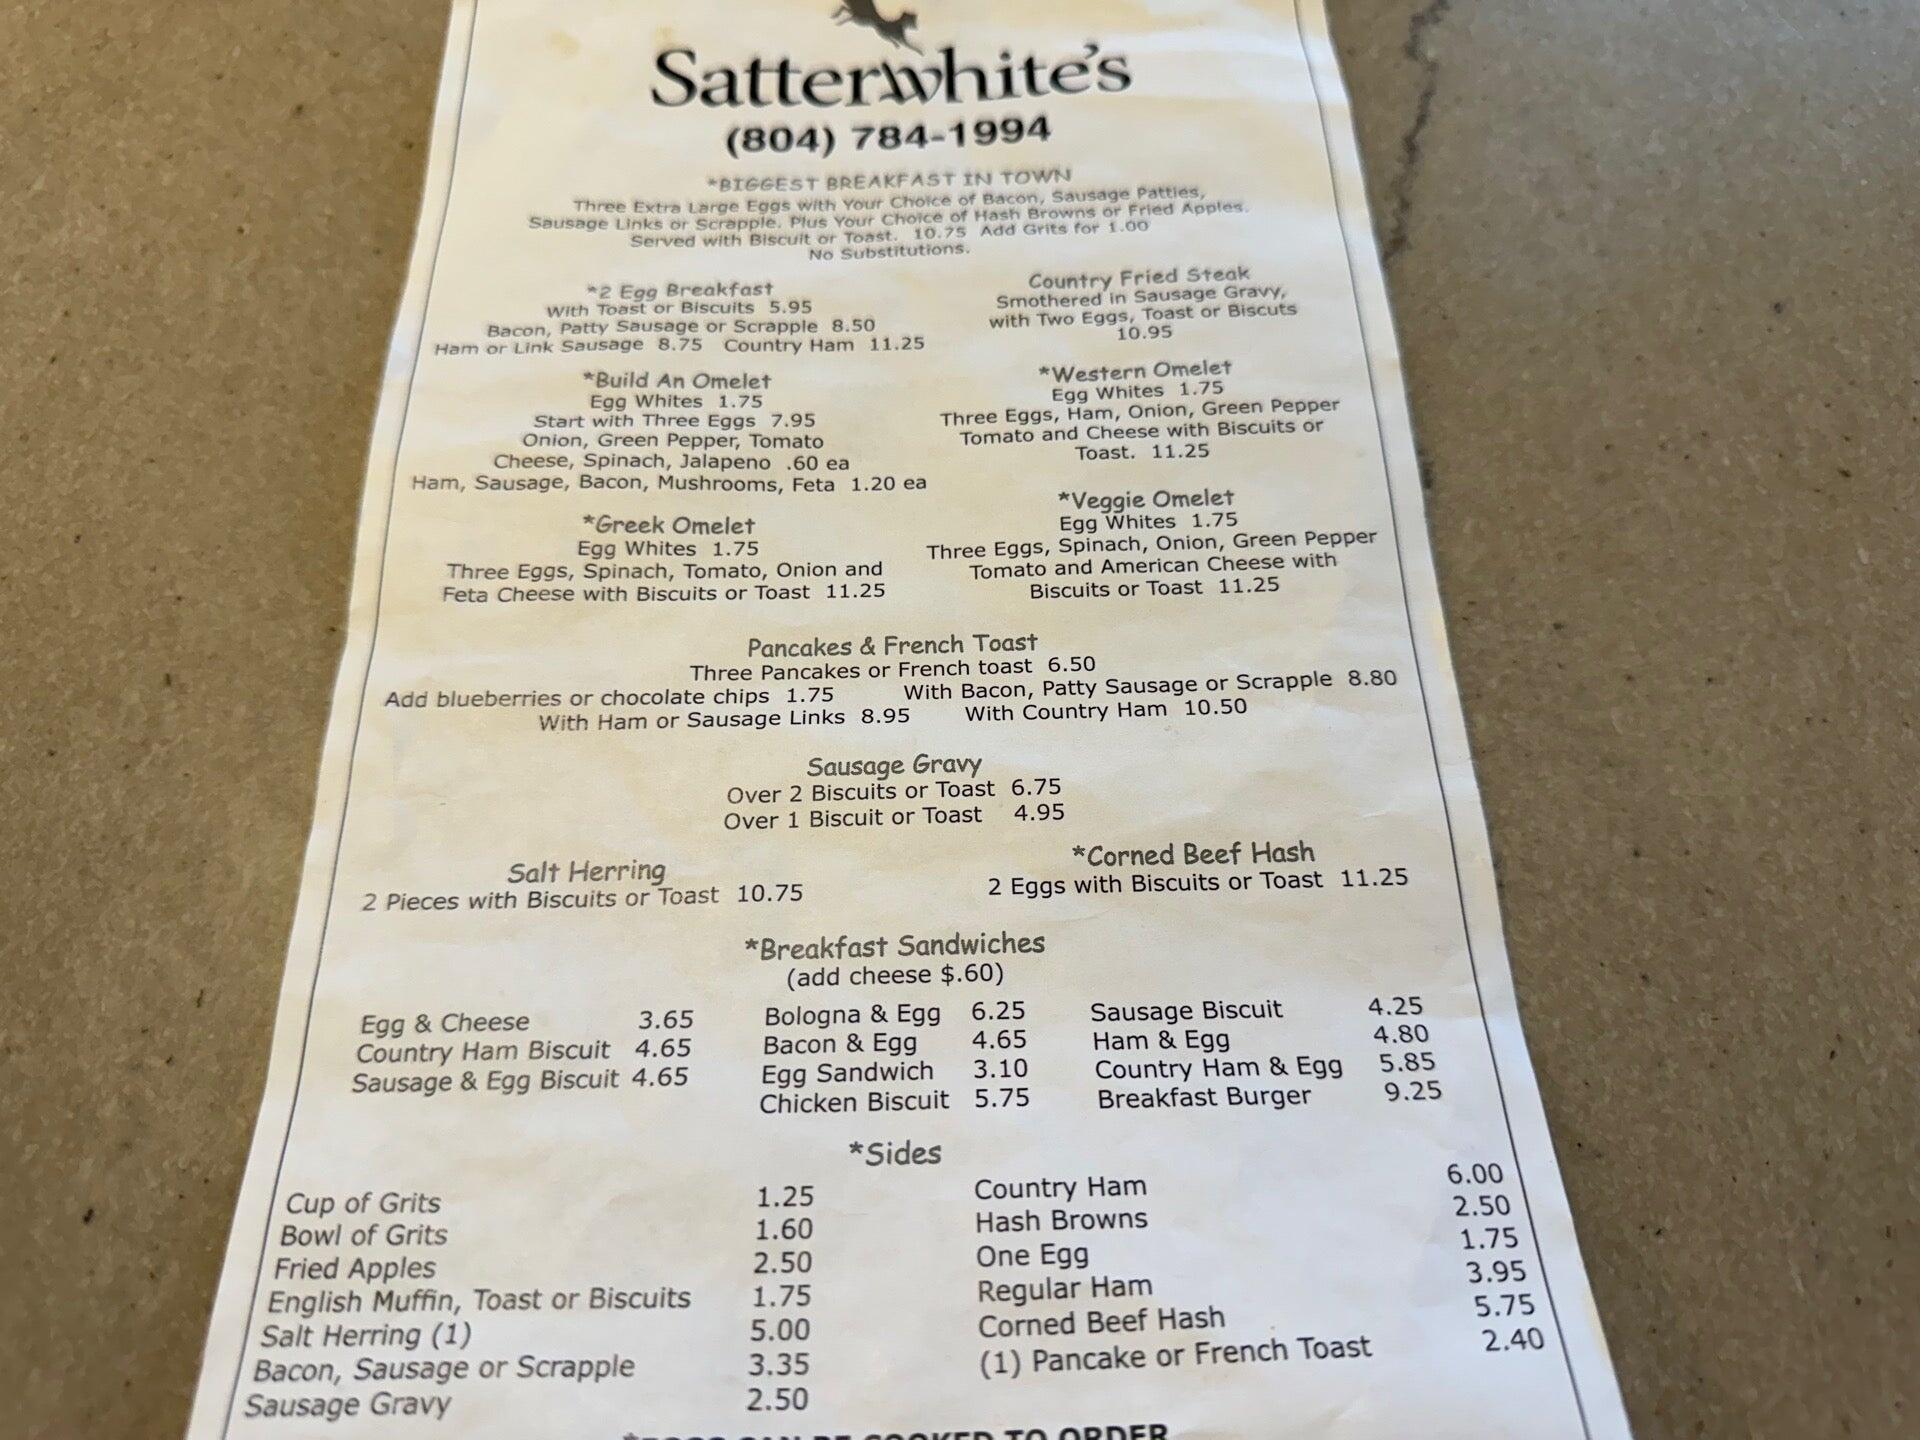 Satterwhite's
(804) 784-1994
*BIGGEST BREAKFAST IN TOWN
Three Extra Large Eggs with Your Choice of Bacon, Sausage Patties,
Sausage Links or Scrapple. Plus Your Choice of Hash Browns or Fried Apples.
Served with Biscuit or Toast. 10.75 Add Grits for 1.00
No Substitutions.
*2 Egg Breakfast
With Toast or Biscuits 5.95
Bacon, Patty Sausage or Scrapple 8.50
Ham or Link Sausage 8.75 Country Ham 11.25
Country Fried Steak
Smothered in Sausage Gravy,
with Two Eggs, Toast or Biscuts
10.95
*Build An Omelet
Egg Whites 1.75
Start with Three Eggs 7.95
Onion, Green Pepper, Tomato
Cheese, Spinach, Jalapeno .60 ea
Ham, Sausage, Bacon, Mushrooms, Feta 1.20 ea
*Western Omelet
Egg Whites 1.75
Three Eggs, Ham, Onion, Green Pepper
Tomato and Cheese with Biscuits or
Toast. 11.25
*Greek Omelet
Egg Whites 1.75
Three Eggs, Spinach, Tomato, Onion and
Feta Cheese with Biscuits or Toast 11.25
*Veggie Omelet
Egg Whites 1.75
Three Eggs, Spinach, Onion, Green Pepper
Tomato and American Cheese with
Biscuits or Toast 11.25
Pancakes & French Toast
Three Pancakes or French toast 6.50
Add blueberries or chocolate chips 1.75 With Bacon, Patty Sausage or Scrapple 8.80
With Ham or Sausage Links 8.95 With Country Ham 10.50
Sausage Gravy
Over 2 Biscuits or Toast 6.75
Over 1 Biscuit or Toast 4.95
Salt Herring
2 Pieces with Biscuits or Toast 10.75
*Corned Beef Hash
2 Eggs with Biscuits or Toast 11.25
*Breakfast Sandwiches
(add cheese $.60)
Egg & Cheese 3.65
Country Ham Biscuit 4.65
Sausage & Egg Biscuit 4.65
Bologna & Egg 6.25
Bacon & Egg 4.65
Egg Sandwich 3.10
Chicken Biscuit 5.75
Sausage Biscuit 4.25
Ham & Egg 4.80
Country Ham & Egg 5.85
Breakfast Burger 9.25
*Sides
Cup of Grits 1.25
Bowl of Grits 1.60
Fried Apples 2.50
English Muffin, Toast or Biscuits 1.75
Salt Herring (1) 5.00
Bacon, Sausage or Scrapple 3.35
Sausage Gravy 2.50
Country Ham 6.00
Hash Browns 2.50
One Egg 1.75
Regular Ham 3.95
Corned Beef Hash 5.75
(1) Pancake or French Toast 2.40
*EGGS CAN BE COOKED TO ORDER